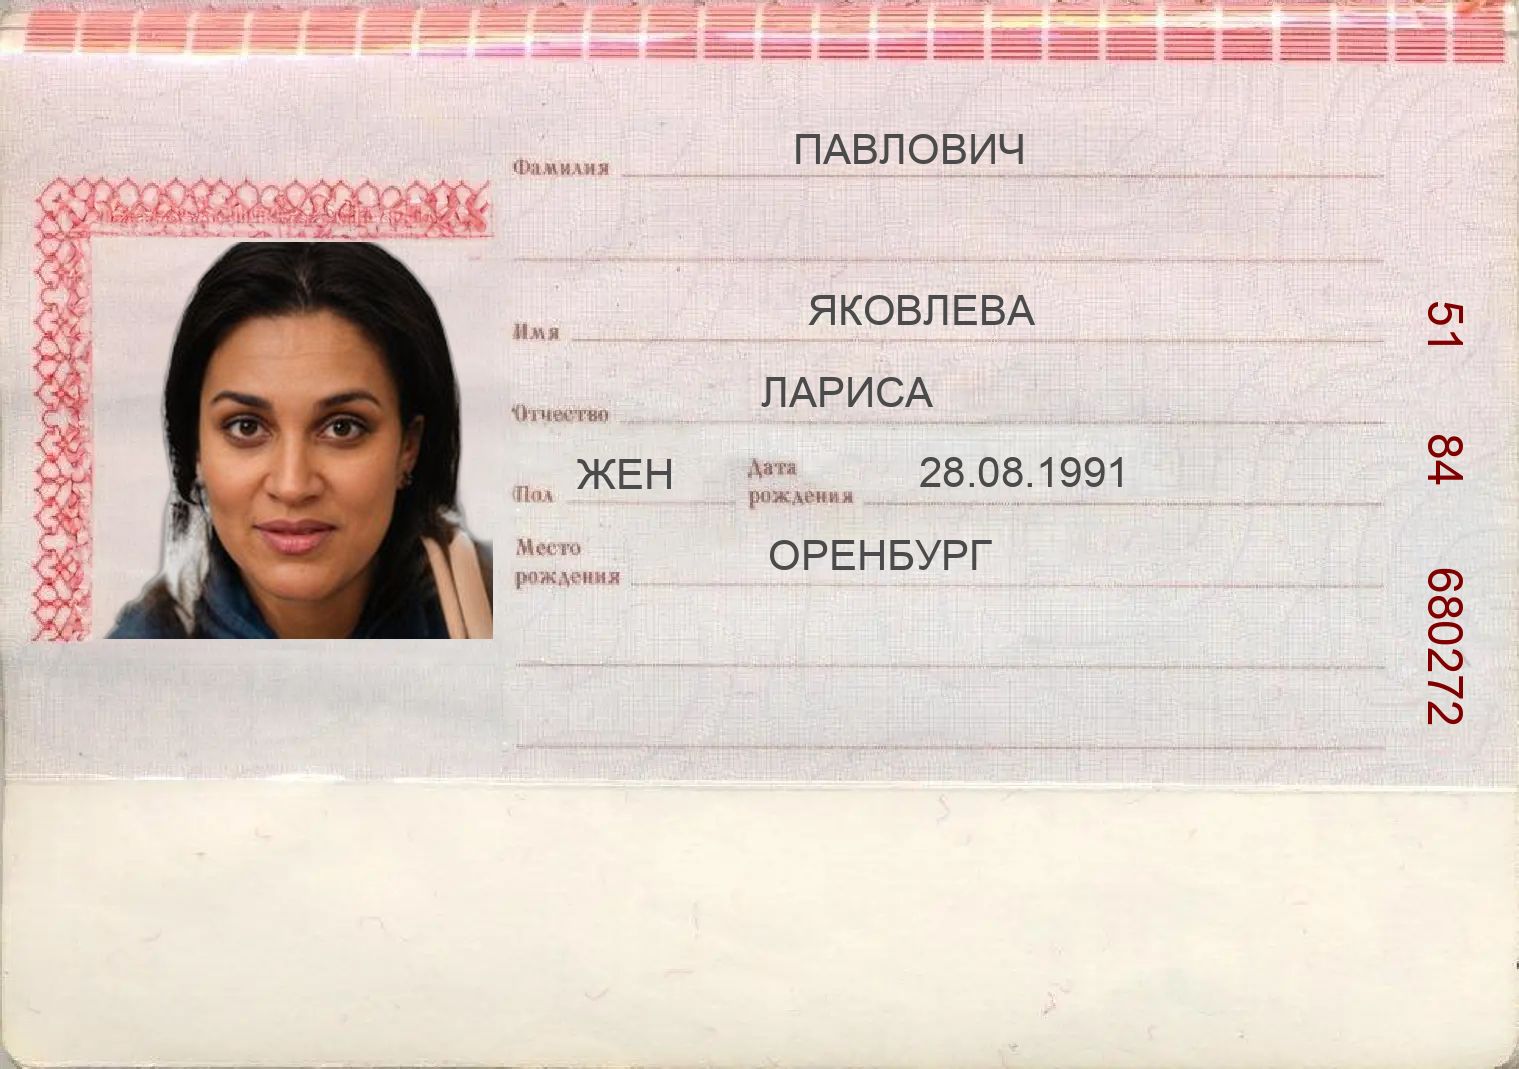 Фамилия ПАВЛОВИЧ
Имя ЯКОВЛЕВА
Отчество ЛАРИСА
Пол ЖЕН Дата рождения 28.08.1991
Место рождения ОРЕНБУРГ
51 84 680272